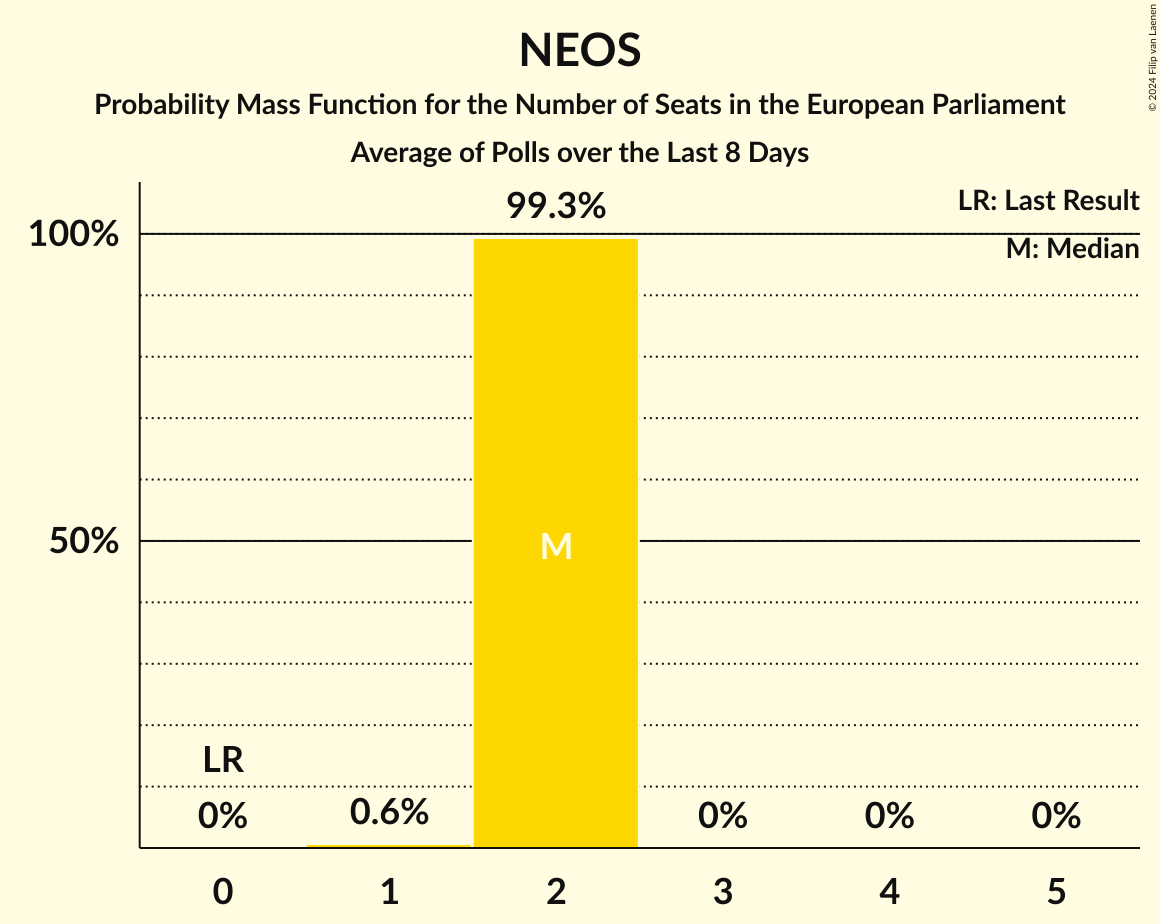 NEOS
Probability Mass Function for the Number of Seats in the European Parliament
Average of Polls over the Last 8 Days
© 2024 Filip van Laenen
LR: Last Result
M: Median
99.3%
100%
50%
M
LR
0%
0.6%
0%
0%
0%
0
1
2
3
4
5